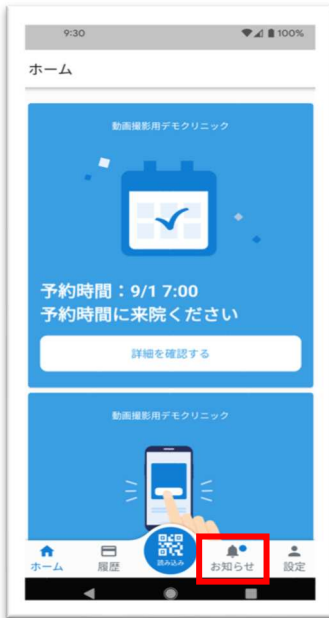 9:30
100%
ホーム
動画撮影用デモクリニック
予約時間：9/1 7:00
予約時間に来院ください
詳細を確認する
動画撮影用デモクリニック
ホーム
履歴
読み込み
お知らせ
設定